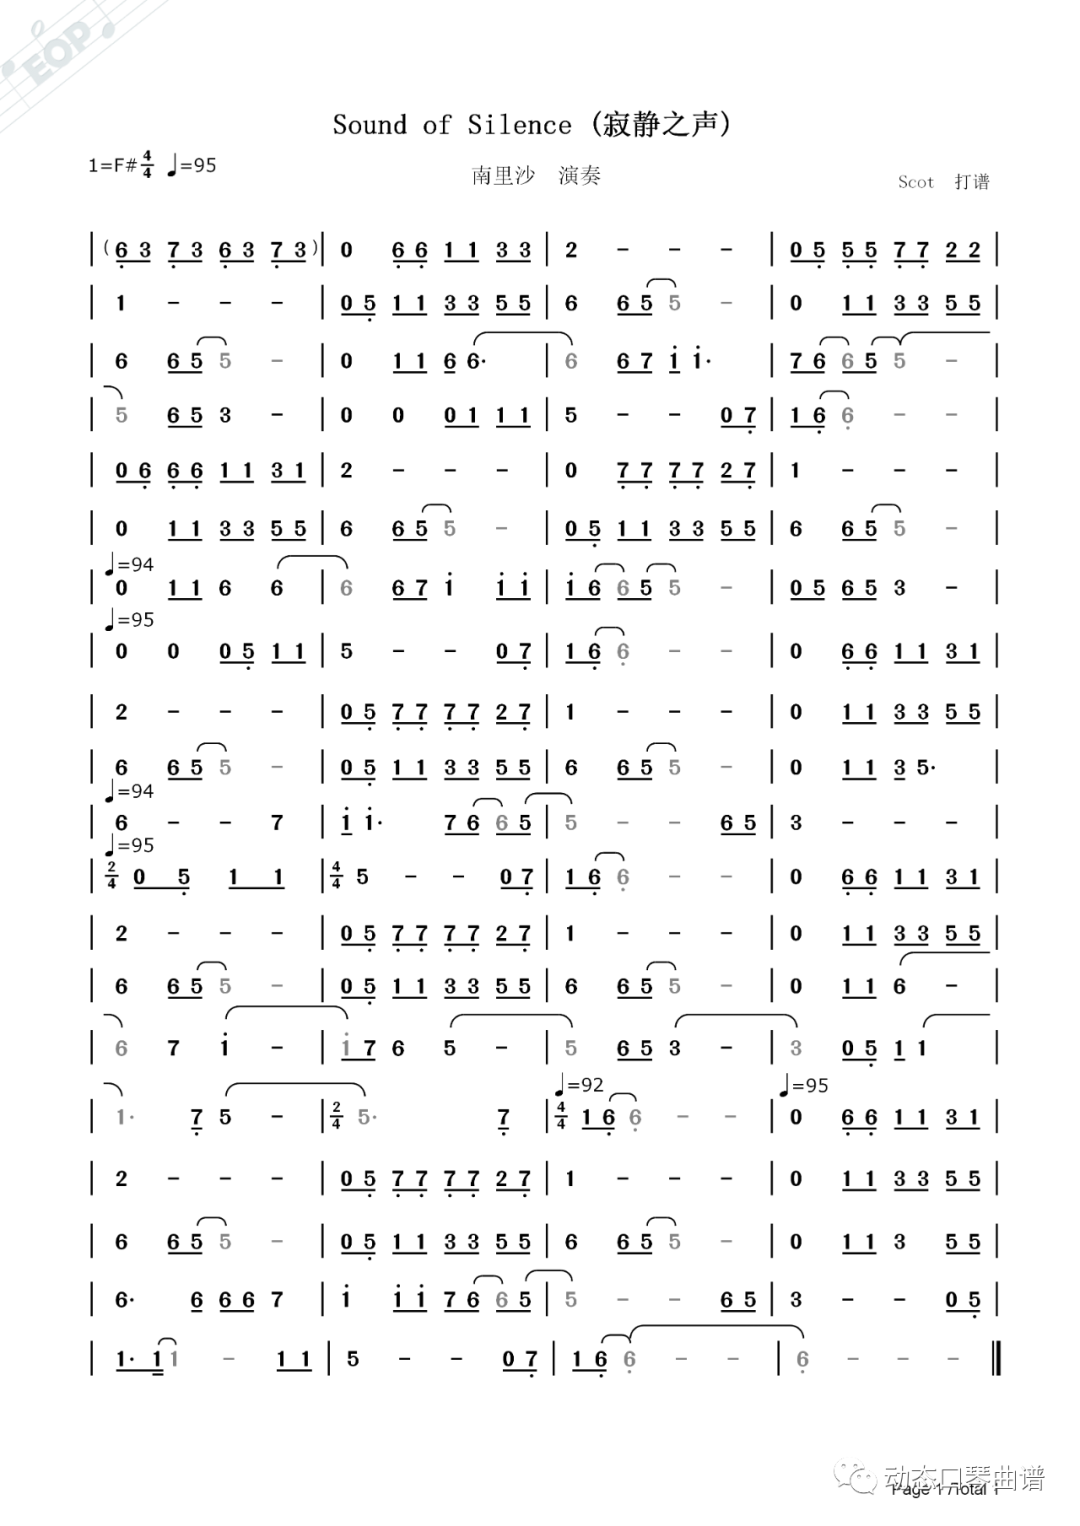 EOP
Sound of Silence (寂静之声)
1=F# 4/4 ♩=95
南里沙 演奏
Scot 打谱
| (6 3 7 3 6 3 7 3) | 0 6 6 1 1 3 3 | 2 - - - | 0 5 5 5 7 7 2 2 |
| 1 - - - | 0 5 1 1 3 3 5 5 | 6 6 5 5 - | 0 1 1 3 3 5 5 |
| 6 6 5 5 - | 0 1 1 6 6· | 6 6 7 i i· | 7 6 6 5 5 - |
| 5 6 5 3 - | 0 0 0 1 1 1 | 5 - - 0 7 | 1 6 6 - - |
| 0 6 6 6 1 1 3 1 | 2 - - - | 0 7 7 7 7 2 7 | 1 - - - |
| 0 1 1 3 3 5 5 | 6 6 5 5 - | 0 5 1 1 3 3 5 5 | 6 6 5 5 - |
♩=94
| 0 1 1 6 6 | 6 6 7 i i i | i 6 6 5 5 - | 0 5 6 5 3 - |
♩=95
| 0 0 0 5 1 1 | 5 - - 0 7 | 1 6 6 - - | 0 6 6 1 1 3 1 |
| 2 - - - | 0 5 7 7 7 7 2 7 | 1 - - - | 0 1 1 3 3 5 5 |
| 6 6 5 5 - | 0 5 1 1 3 3 5 5 | 6 6 5 5 - | 0 1 1 3 5· |
♩=94
| 6 - - 7 | i i· 7 6 6 5 | 5 - - 6 5 | 3 - - - |
♩=95
| 2/4 0 5 1 1 | 4/4 5 - - 0 7 | 1 6 6 - - | 0 6 6 1 1 3 1 |
| 2 - - - | 0 5 7 7 7 7 2 7 | 1 - - - | 0 1 1 3 3 5 5 |
| 6 6 5 5 - | 0 5 1 1 3 3 5 5 | 6 6 5 5 - | 0 1 1 6 - |
| 6 7 i - | i 7 6 5 - | 5 6 5 3 - | 3 0 5 1 1 |
♩=92 ♩=95
| 1· 7 5 - | 2/4 5· 7 | 4/4 1 6 6 - - | 0 6 6 1 1 3 1 |
| 2 - - - | 0 5 7 7 7 7 2 7 | 1 - - - | 0 1 1 3 3 5 5 |
| 6 6 5 5 - | 0 5 1 1 3 3 5 5 | 6 6 5 5 - | 0 1 1 3 5 5 |
| 6· 6 6 6 7 | i i i 7 6 6 5 | 5 - - 6 5 | 3 - - 0 5 |
| 1· 1 1 - 1 1 | 5 - - 0 7 | 1 6 6 - - | 6 - - - ||
动态口琴曲谱
Page 1 /Total 1